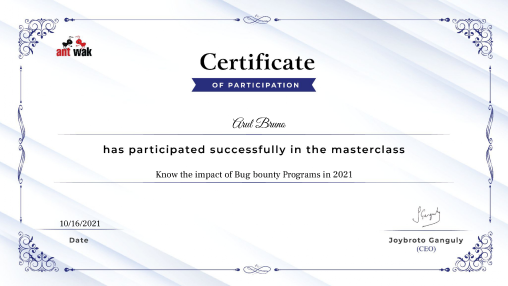 ant wak
Certificate
OF PARTICIPATION
Arul Bruno
has participated successfully in the masterclass
Know the impact of Bug bounty Programs in 2021
10/16/2021
Date
Joybroto Ganguly
(CEO)